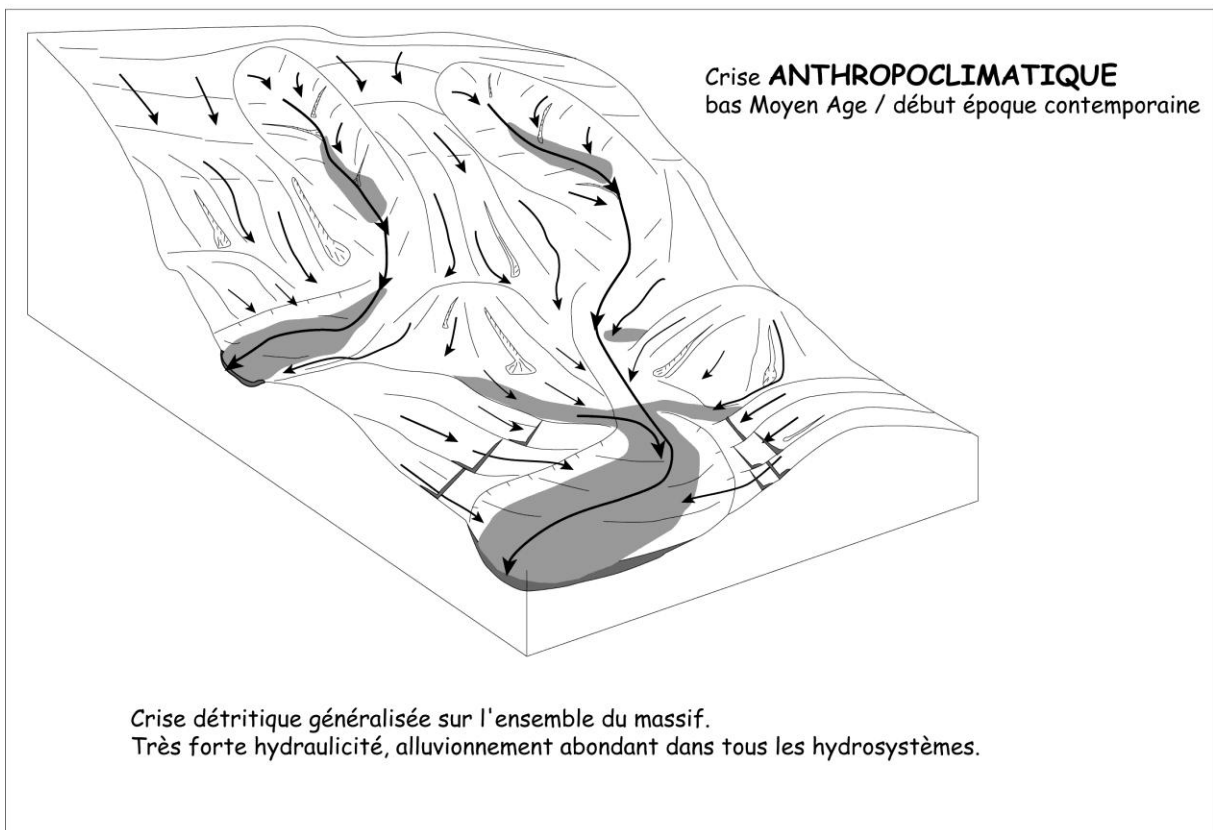 Crise ANTHROPOCLIMATIQUE
bas Moyen Age / début époque contemporaine
Crise détritique généralisée sur l'ensemble du massif.
Très forte hydraulicité, alluvionnement abondant dans tous les hydrosystèmes.